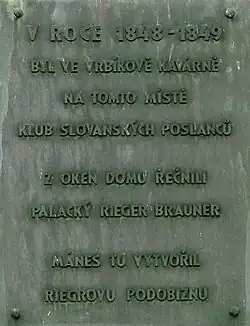 V ROCE 1848-1849
BYL VE VRBÍKOVĚ KAVÁRNĚ
NA TOMTO MÍSTĚ
KLUB SLOVANSKÝCH POSLANCŮ
Z OKEN DOMU ŘEČNILI
PALACKÝ RIEGER BRAUNER
MÁNES TU VYTVOŘIL
RIEGROVU PODOBIZNU